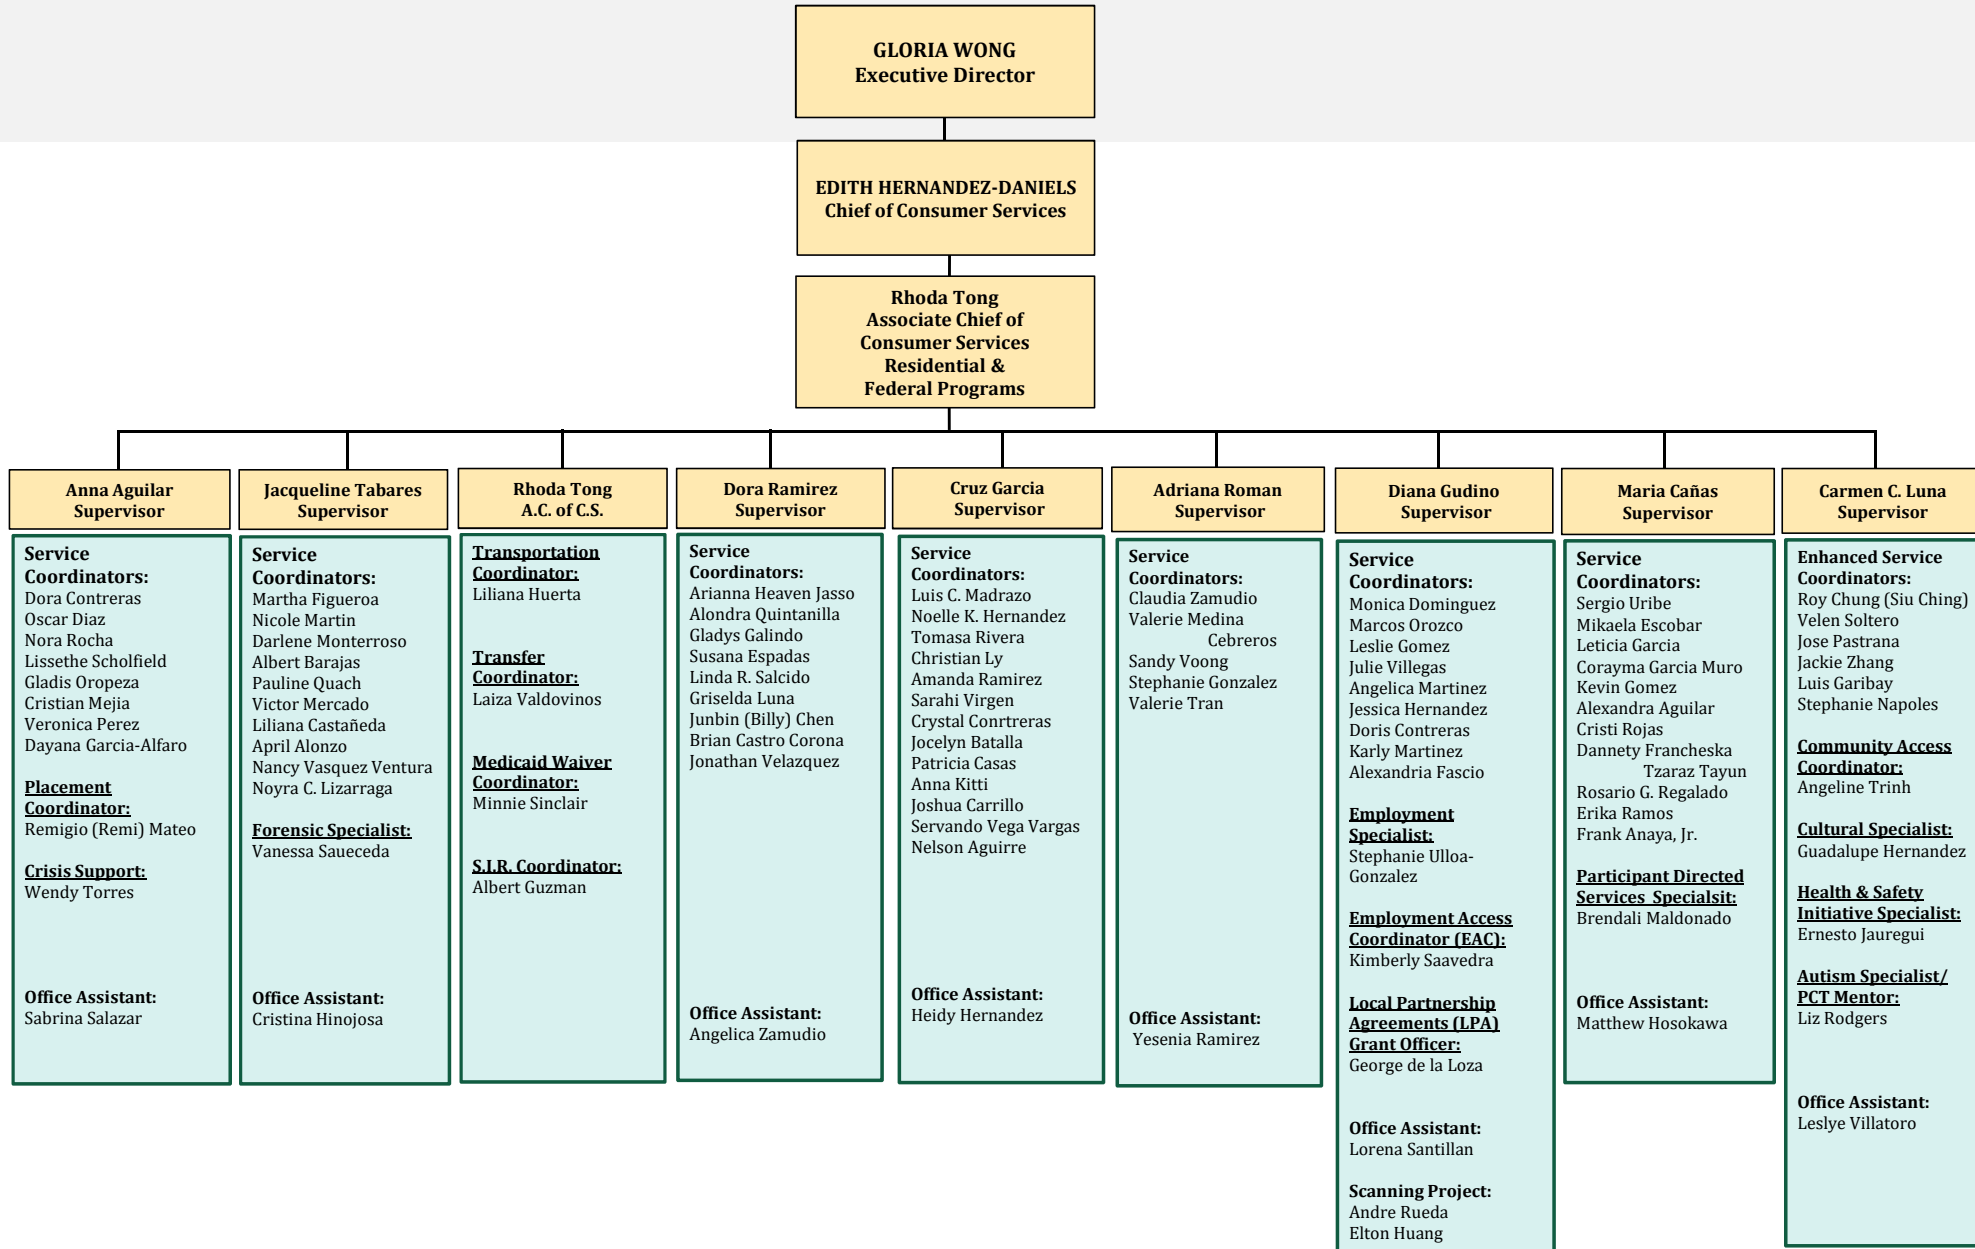 GLORIA WONG
Executive Director
EDITH HERNANDEZ-DANIELS
Chief of Consumer Services
Rhoda Tong
Associate Chief of
Consumer Services
Residential &
Federal Programs
Anna Aguilar
Supervisor
Service
Coordinators:
Dora Contreras
Oscar Diaz
Nora Rocha
Lissethe Scholfield
Gladis Oropeza
Cristian Mejia
Veronica Perez
Dayana Garcia-Alfaro
Placement
Coordinator:
Remigio (Remi) Mateo
Crisis Support:
Wendy Torres
Office Assistant:
Sabrina Salazar
Jacqueline Tabares
Supervisor
Service
Coordinators:
Martha Figueroa
Nicole Martin
Darlene Monterroso
Albert Barajas
Pauline Quach
Victor Mercado
Liliana Castañeda
April Alonzo
Nancy Vasquez Ventura
Noyra C. Lizarraga
Forensic Specialist:
Vanessa Saueceda
Office Assistant:
Cristina Hinojosa
Rhoda Tong
A.C. of C.S.
Transportation
Coordinator:
Liliana Huerta
Transfer
Coordinator:
Laiza Valdovinos
Medicaid Waiver
Coordinator:
Minnie Sinclair
S.I.R. Coordinator:
Albert Guzman
Dora Ramirez
Supervisor
Service
Coordinators:
Arianna Heaven Jasso
Alondra Quintanilla
Gladys Galindo
Susana Espadas
Linda R. Salcido
Griselda Luna
Junbin (Billy) Chen
Brian Castro Corona
Jonathan Velazquez
Office Assistant:
Angelica Zamudio
Cruz Garcia
Supervisor
Service
Coordinators:
Luis C. Madrazo
Noelle K. Hernandez
Tomasa Rivera
Christian Ly
Amanda Ramirez
Sarahi Virgen
Crystal Conrtreras
Jocelyn Batalla
Patricia Casas
Anna Kitti
Joshua Carrillo
Servando Vega Vargas
Nelson Aguirre
Office Assistant:
Heidy Hernandez
Adriana Roman
Supervisor
Service
Coordinators:
Claudia Zamudio
Valerie Medina
Cebreros
Sandy Voong
Stephanie Gonzalez
Valerie Tran
Office Assistant:
Yesenia Ramirez
Diana Gudino
Supervisor
Service
Coordinators:
Monica Dominguez
Marcos Orozco
Leslie Gomez
Julie Villegas
Angelica Martinez
Jessica Hernandez
Doris Contreras
Karly Martinez
Alexandria Fascio
Employment
Specialist:
Stephanie Ulloa-
Gonzalez
Employment Access
Coordinator (EAC):
Kimberly Saavedra
Local Partnership
Agreements (LPA)
Grant Officer:
George de la Loza
Office Assistant:
Lorena Santillan
Scanning Project:
Andre Rueda
Elton Huang
Maria Cañas
Supervisor
Service
Coordinators:
Sergio Uribe
Mikaela Escobar
Leticia Garcia
Corayma Garcia Muro
Kevin Gomez
Alexandra Aguilar
Cristi Rojas
Dannety Francheska
Tzaraz Tayun
Rosario G. Regalado
Erika Ramos
Frank Anaya, Jr.
Participant Directed
Services Specialsit:
Brendali Maldonado
Office Assistant:
Matthew Hosokawa
Carmen C. Luna
Supervisor
Enhanced Service
Coordinators:
Roy Chung (Siu Ching)
Velen Soltero
Jose Pastrana
Jackie Zhang
Luis Garibay
Stephanie Napoles
Community Access
Coordinator:
Angeline Trinh
Cultural Specialist:
Guadalupe Hernandez
Health & Safety
Initiative Specialist:
Ernesto Jauregui
Autism Specialist/
PCT Mentor:
Liz Rodgers
Office Assistant:
Leslye Villatoro